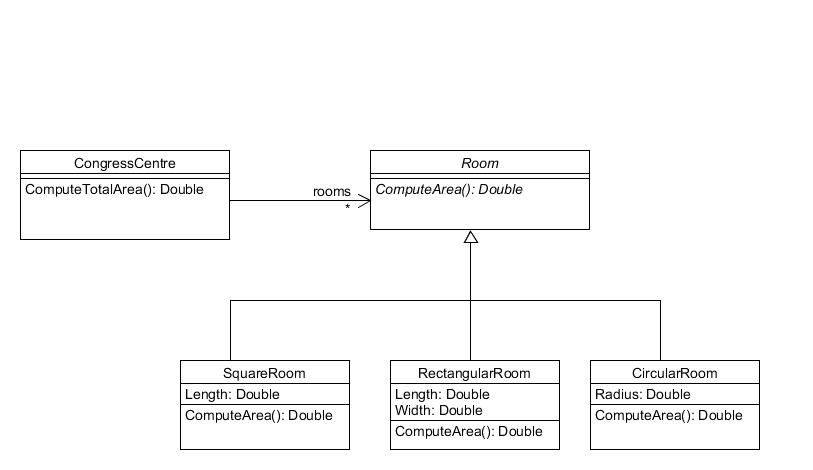 CongressCentre
ComputeTotalArea(): Double
rooms
*
Room
ComputeArea(): Double
SquareRoom
Length: Double
ComputeArea(): Double
RectangularRoom
Length: Double
Width: Double
ComputeArea(): Double
CircularRoom
Radius: Double
ComputeArea(): Double